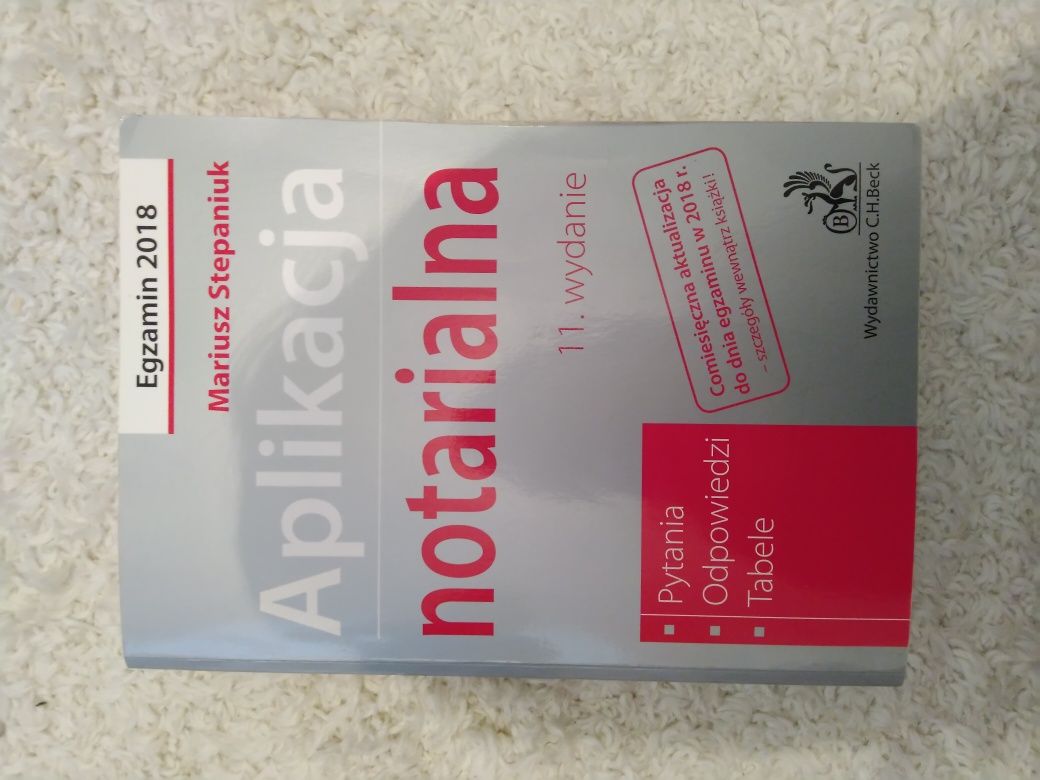 Egzamin 2018
Mariusz Stepaniuk
Aplikacja
notarialna
11. wydanie
Comiesięczna aktualizacja
do dnia egzaminu w 2018 r.
– szczegóły wewnątrz książki!
Pytania
Odpowiedzi
Tabele
B
Wydawnictwo C.H.Beck